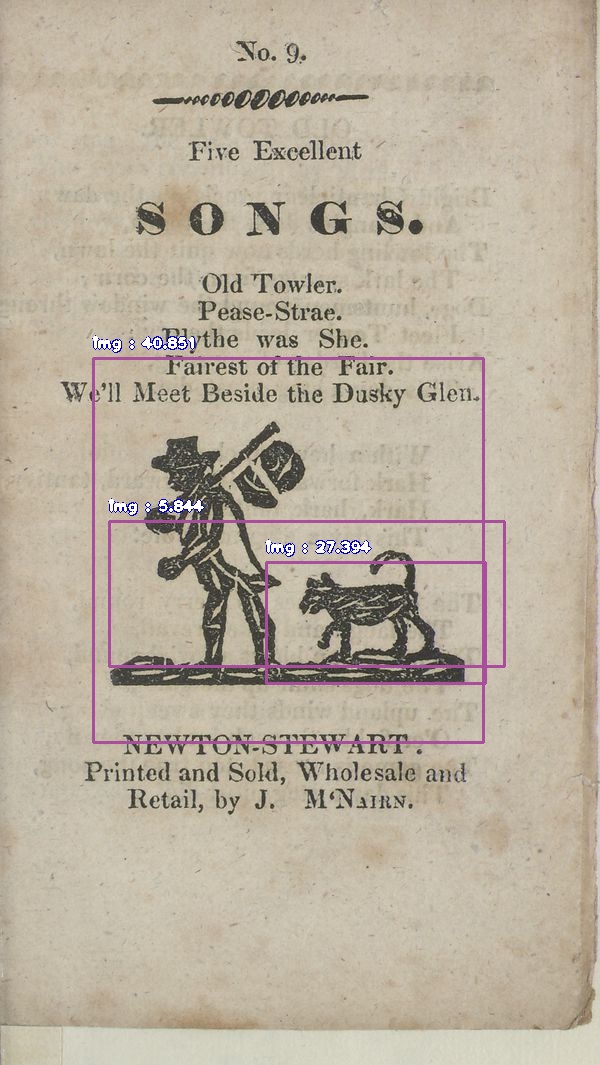 No. 9.
Five Excellent
SONGS.
Old Towler.
Pease-Strae.
Blythe was She.
img : 40.851
Fairest of the Fair.
We'll Meet Beside the Dusky Glen.
img : 5.844
img : 27.394
NEWTON-STEWART:
Printed and Sold, Wholesale and
Retail, by J. M‘NAIRN.